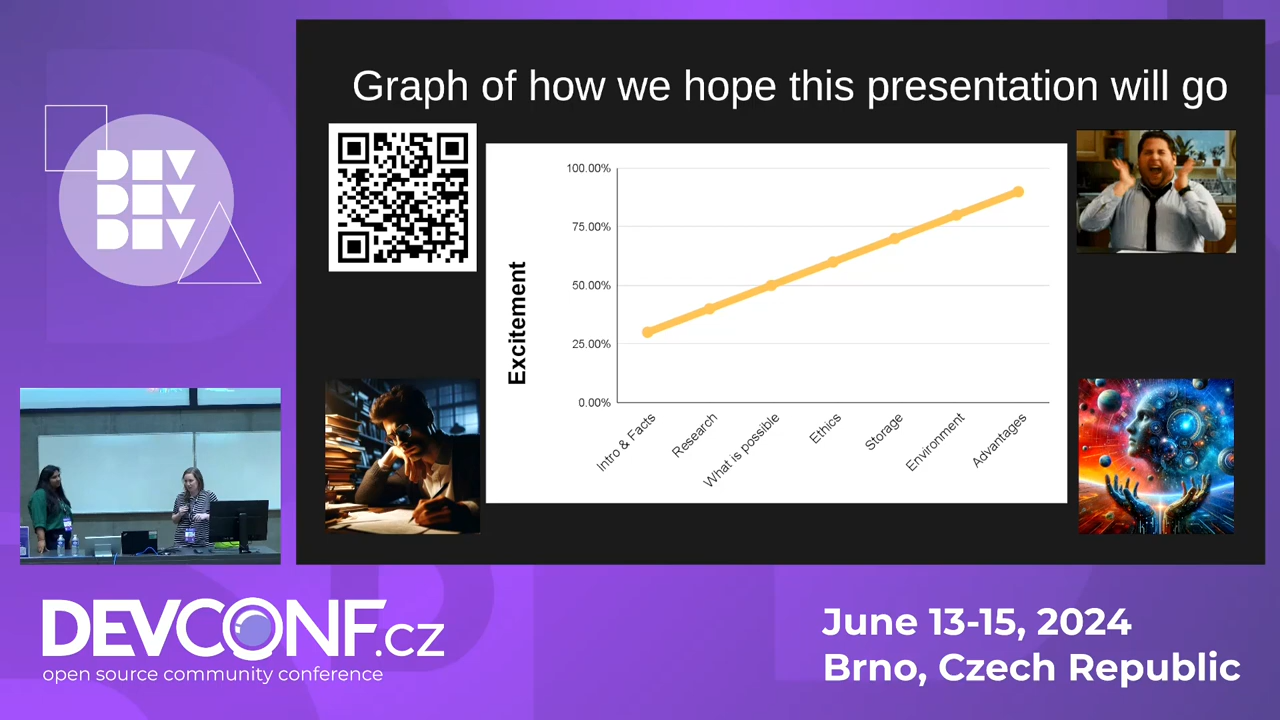 Graph of how we hope this presentation will go
DEV
DEV
DEV
100.00%
75.00%
50.00%
25.00%
0.00%
Excitement
Intro & Facts
Research
What is possible
Ethics
Storage
Environment
Advantages
DEVCONF.cz
open source community conference
June 13-15, 2024
Brno, Czech Republic